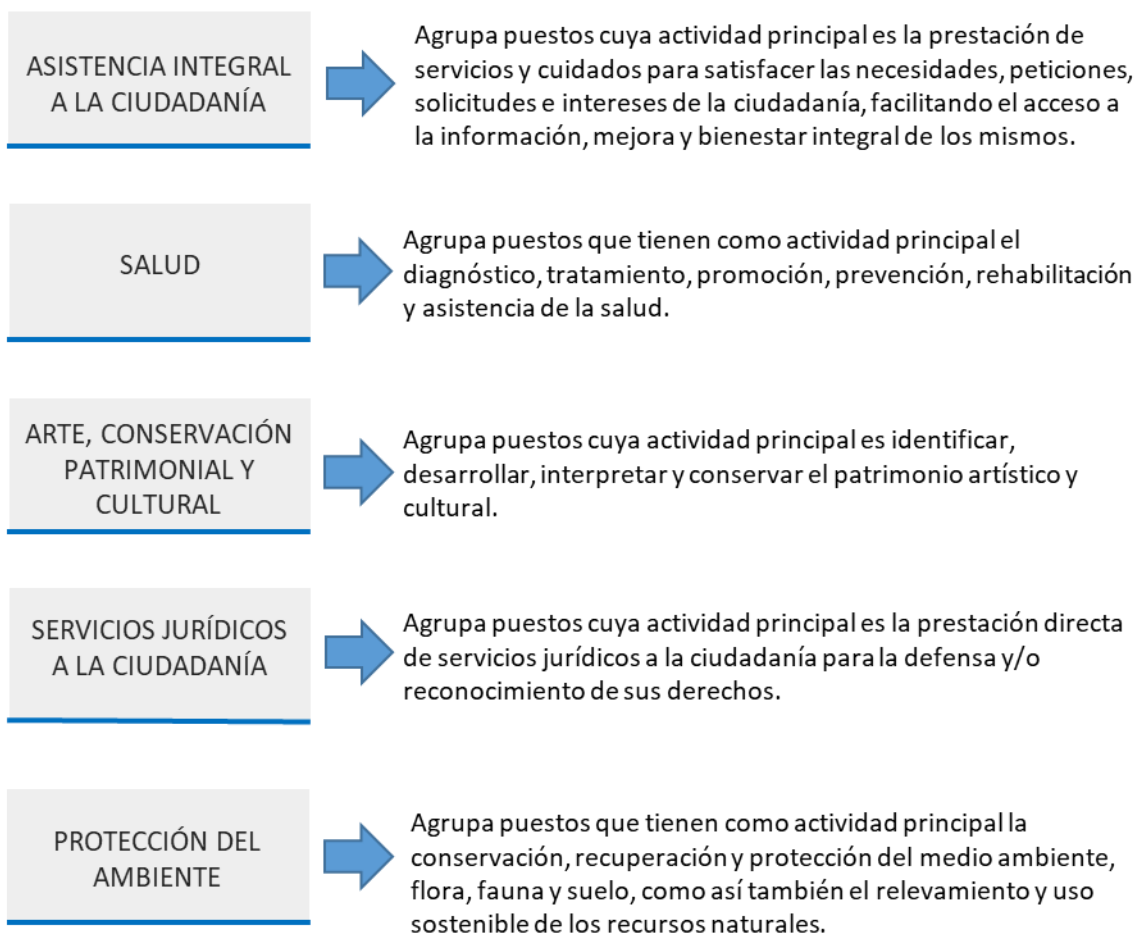 ASISTENCIA INTEGRAL
A LA CIUDADANÍA
Agrupa puestos cuya actividad principal es la prestación de
servicios y cuidados para satisfacer las necesidades, peticiones,
solicitudes e intereses de la ciudadanía, facilitando el acceso a
la información, mejora y bienestar integral de los mismos.
SALUD
Agrupa puestos que tienen como actividad principal el
diagnóstico, tratamiento, promoción, prevención, rehabilitación
y asistencia de la salud.
ARTE, CONSERVACIÓN
PATRIMONIAL Y
CULTURAL
Agrupa puestos cuya actividad principal es identificar,
desarrollar, interpretar y conservar el patrimonio artístico y
cultural.
SERVICIOS JURÍDICOS
A LA CIUDADANÍA
Agrupa puestos cuya actividad principal es la prestación directa
de servicios jurídicos a la ciudadanía para la defensa y/o
reconocimiento de sus derechos.
PROTECCIÓN DEL
AMBIENTE
Agrupa puestos que tienen como actividad principal la
conservación, recuperación y protección del medio ambiente,
flora, fauna y suelo, como así también el relevamiento y uso
sostenible de los recursos naturales.